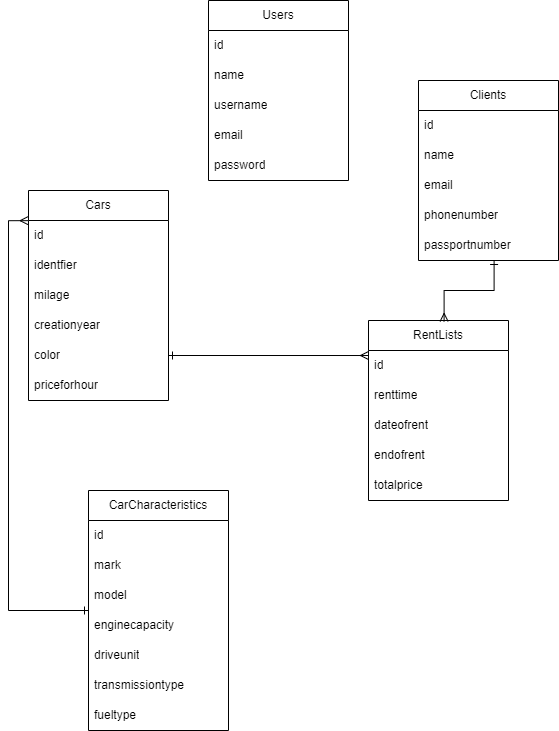 Users
id
name
username
email
password
Clients
id
name
email
phonenumber
passportnumber
Cars
id
identfier
milage
creationyear
color
priceforhour
RentLists
id
renttime
dateofrent
endofrent
totalprice
CarCharacteristics
id
mark
model
enginecapacity
driveunit
transmissiontype
fueltype